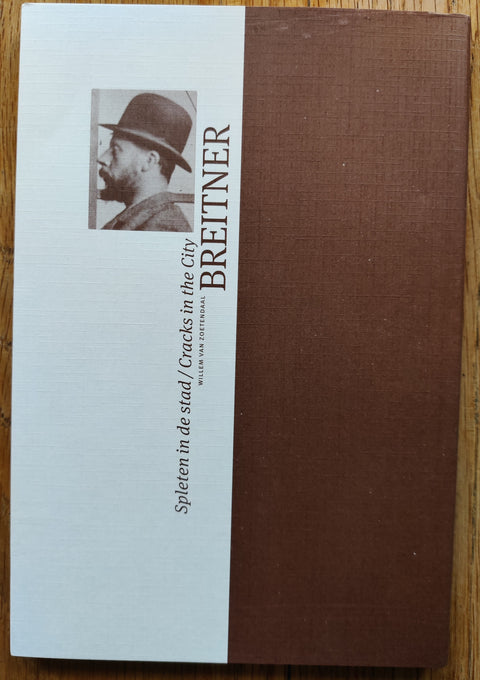 BREITNER
Spleten in de stad / Cracks in the City
WILLEM VAN ZOETENDAAL